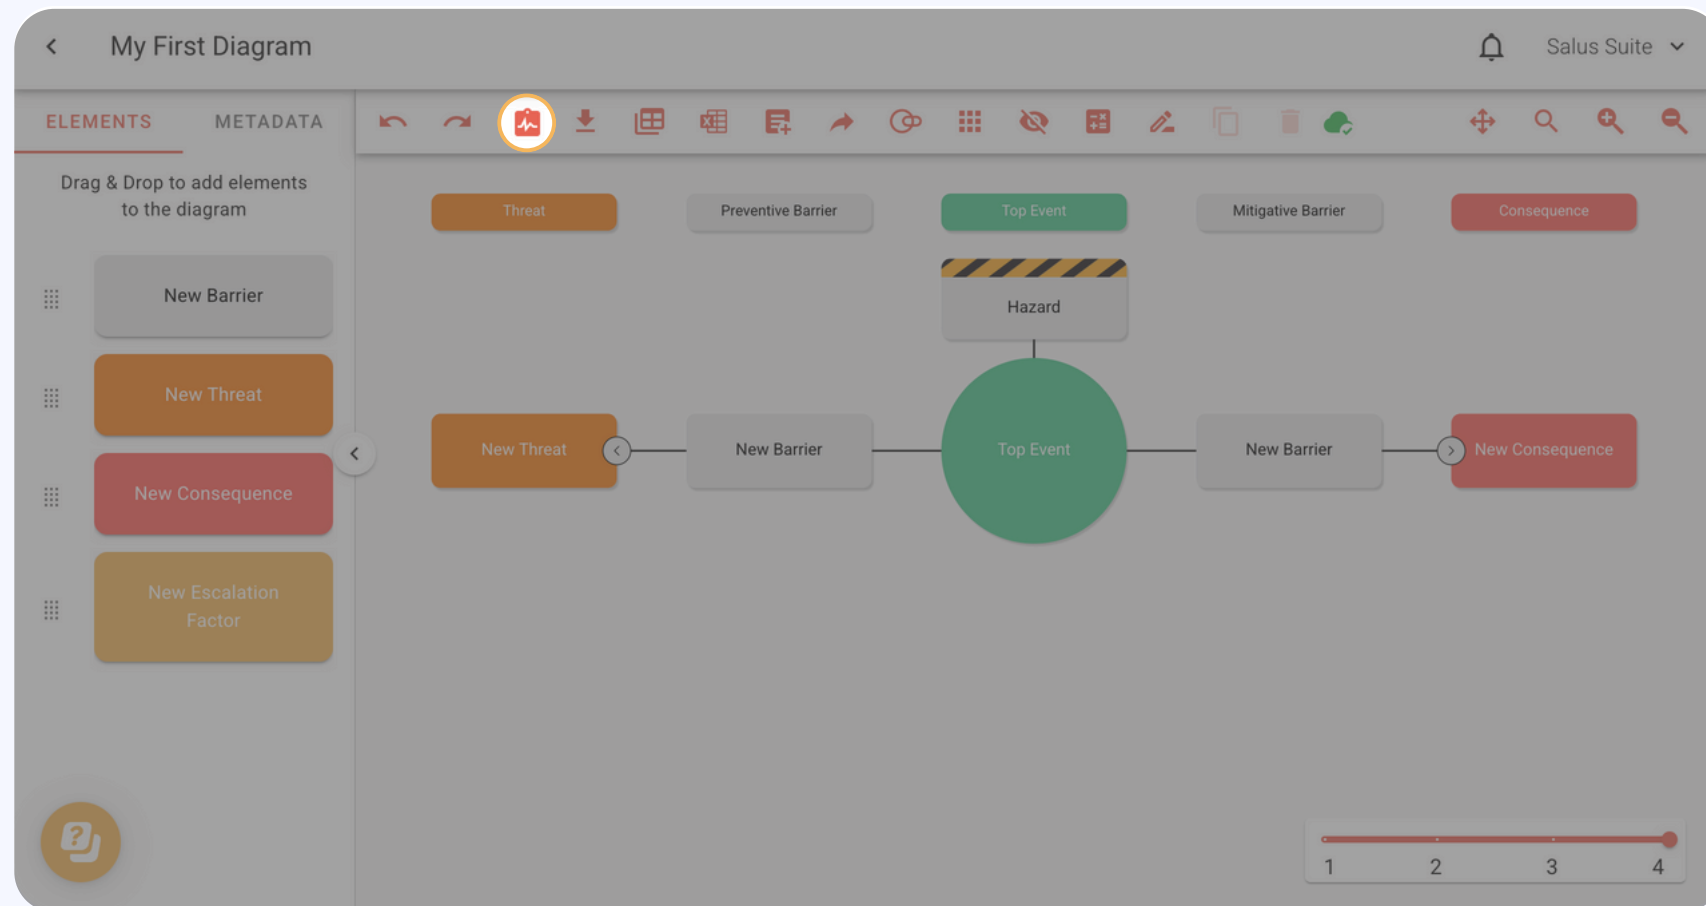 My First Diagram
Salus Suite
ELEMENTS
METADATA
Drag & Drop to add elements
to the diagram
New Barrier
New Threat
New Consequence
New Escalation
Factor
Threat
Preventive Barrier
Top Event
Mitigative Barrier
Consequence
Hazard
New Threat
New Barrier
Top Event
New Barrier
New Consequence
1
2
3
4